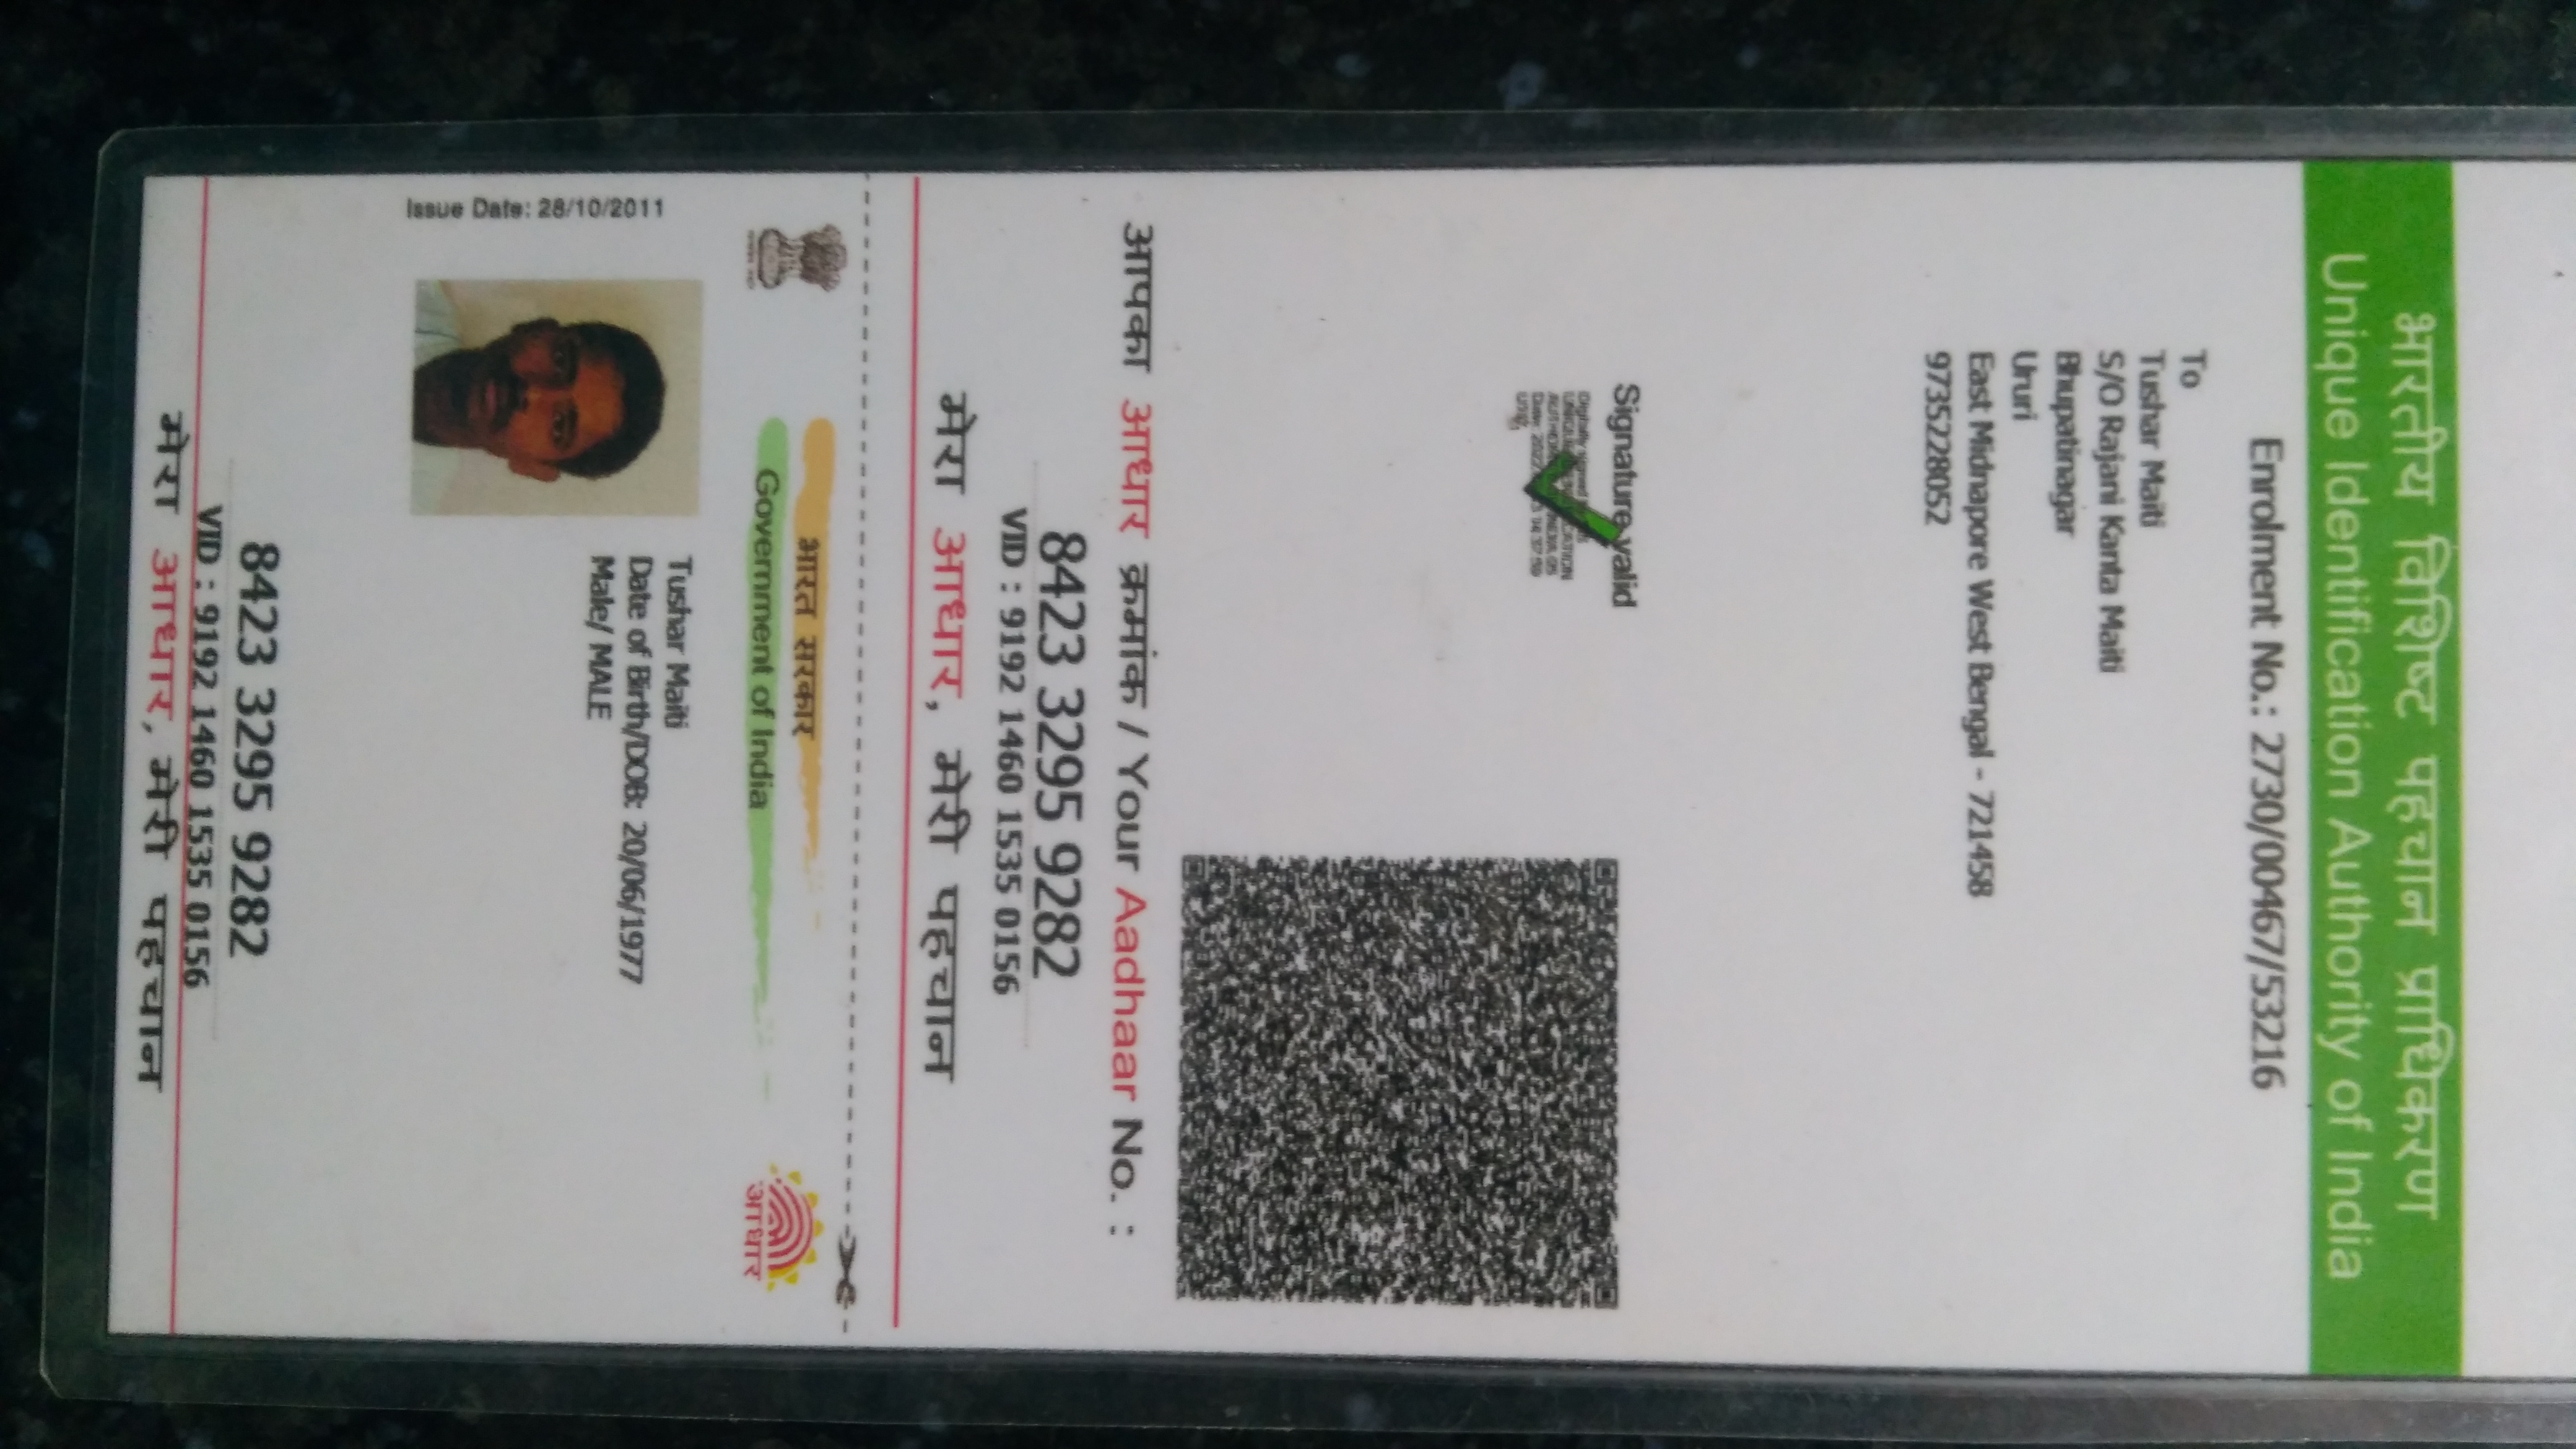 भारतीय विशिष्ट पहचान प्राधिकरण
Unique Identification Authority of India
Enrolment No.: 2730/00467/53216
To
Tushar Maiti
S/O Rajani Kanta Maiti
Bhupatinagar
Ururi
East Midnapore West Bengal - 721458
9735228052
Signature valid
Digitally signed
आपका आधार क्रमांक / Your Aadhaar No. :
8423 3295 9282
VID : 9192 1460 1535 0156
मेरा आधार, मेरी पहचान
भारत सरकार
Government of India
आधार
Issue Date: 28/10/2011
Tushar Maiti
Date of Birth/DOB: 20/06/1977
Male/ MALE
8423 3295 9282
VID : 9192 1460 1535 0156
मेरा आधार, मेरी पहचान